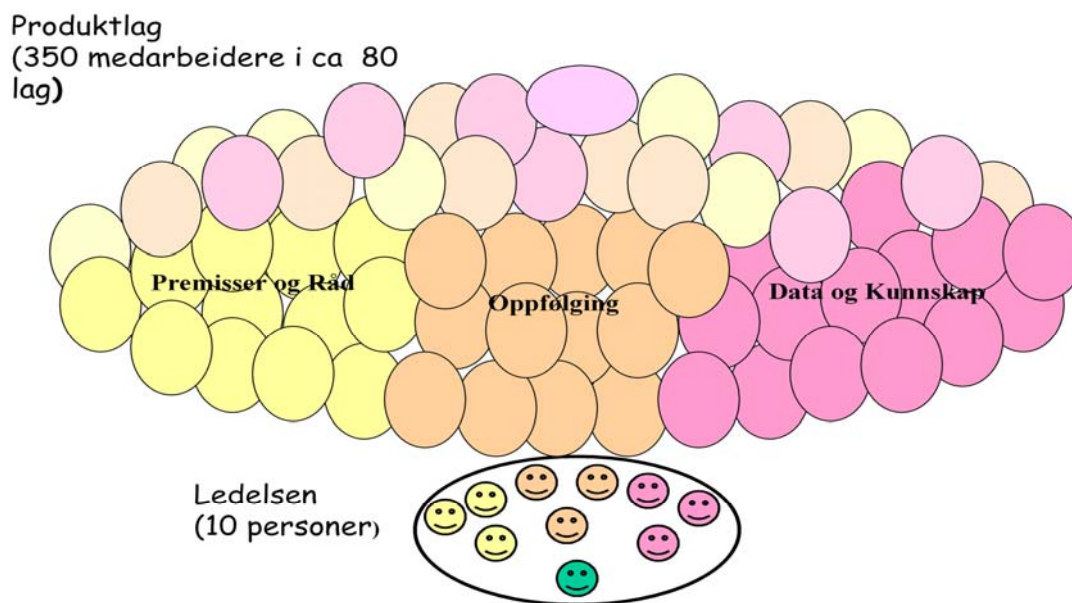 Produktlag
(350 medarbeidere i ca 80
lag)
Premisser og Råd
Oppfølging
Data og Kunnskap
Ledelsen
(10 personer)